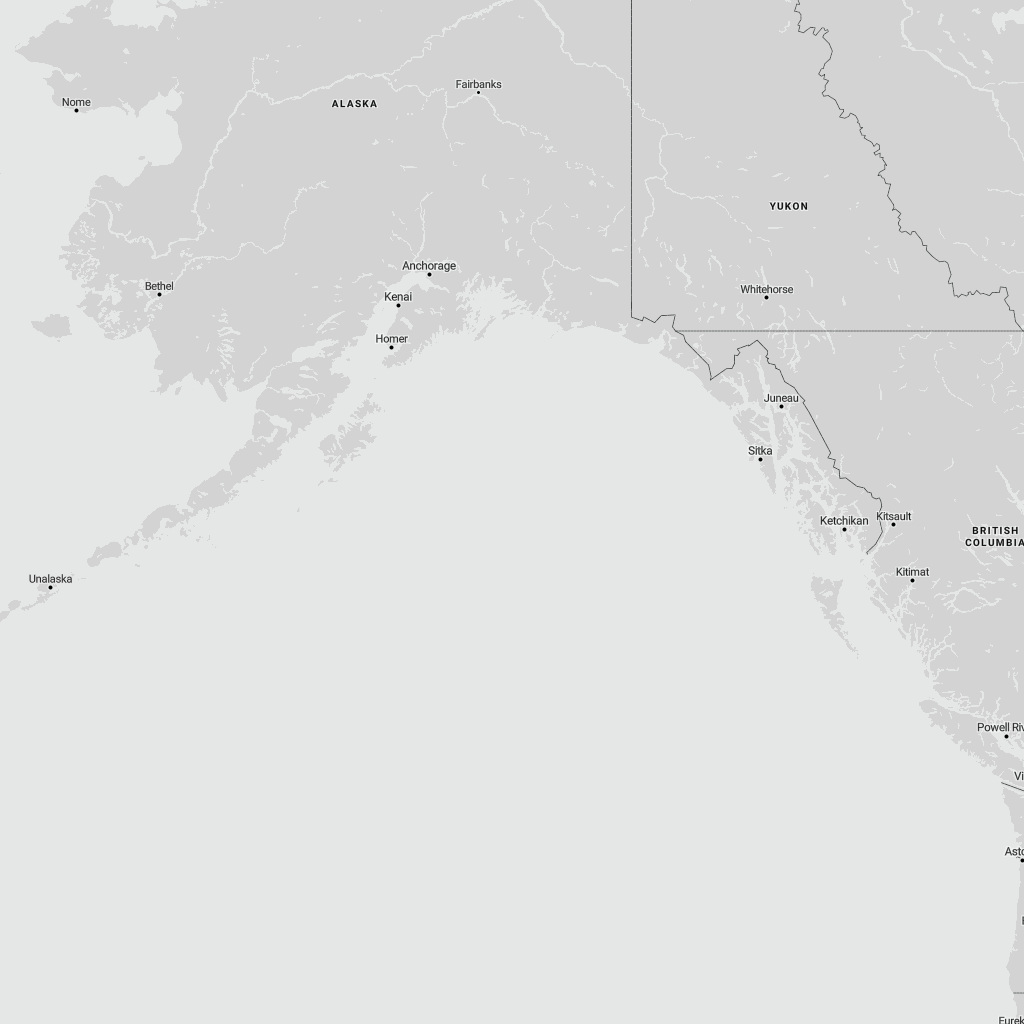 Fairbanks
Nome
ALASKA
YUKON
Anchorage
Bethel
Whitehorse
Kenai
Homer
Juneau
Sitka
Ketchikan
Kitsault
BRITISH
COLUMBIA
Kitimat
Unalaska
Powell Riv
Vi
Asto
Eurek